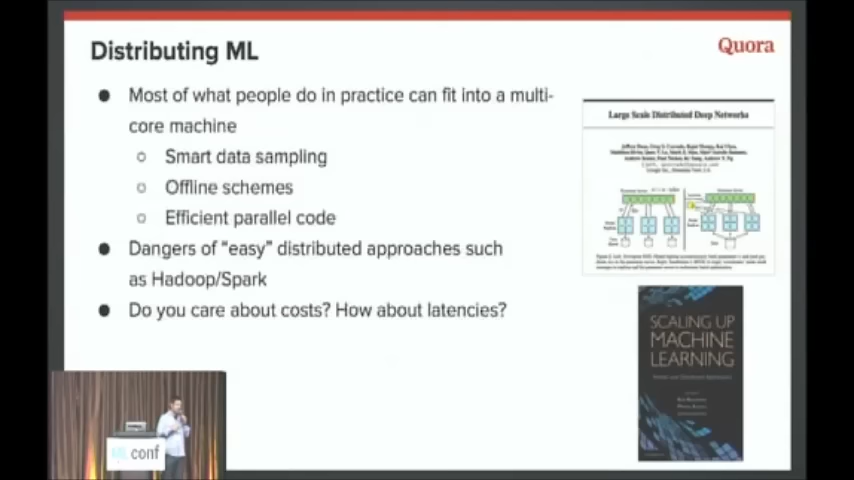 Distributing ML
Quora
Most of what people do in practice can fit into a multi-
core machine
Smart data sampling
Offline schemes
Efficient parallel code
Dangers of “easy” distributed approaches such
as Hadoop/Spark
Do you care about costs? How about latencies?
Large Scale Distributed Deep Networks
SCALING UP
MACHINE
LEARNING
ML conf